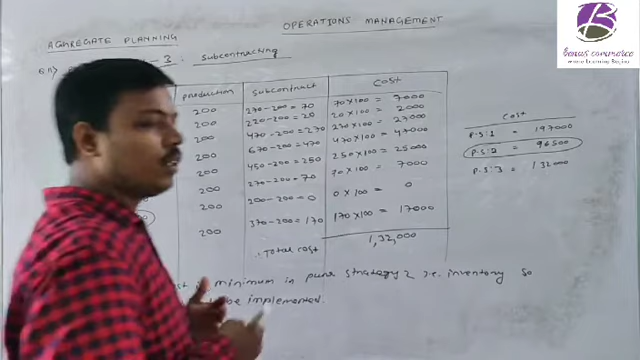 OPERATIONS MANAGEMENT
AGGREGATE PLANNING
3. Subcontracting
production subcontract cost
200 270-200 = 70 70×100 = 7000
200 220-200 = 20 20×100 = 2000
200 470-200 = 270 270×100 = 27000
200 670-200 = 470 470×100 = 47000
200 450-200 = 250 250×100 = 25000
200 270-200 = 70 70×100 = 7000
200 200-200 = 0 0×100 = 0
200 370-200 = 170 170×100 = 17000
∴ Total cost 1,32,000
cost
P.S:1 = 197000
P.S:2 = 96500
P.S:3 = 132000
minimum in pure strategy 2 i.e. inventory so
be implemented.
B
bonus commerce
where Learning Begins